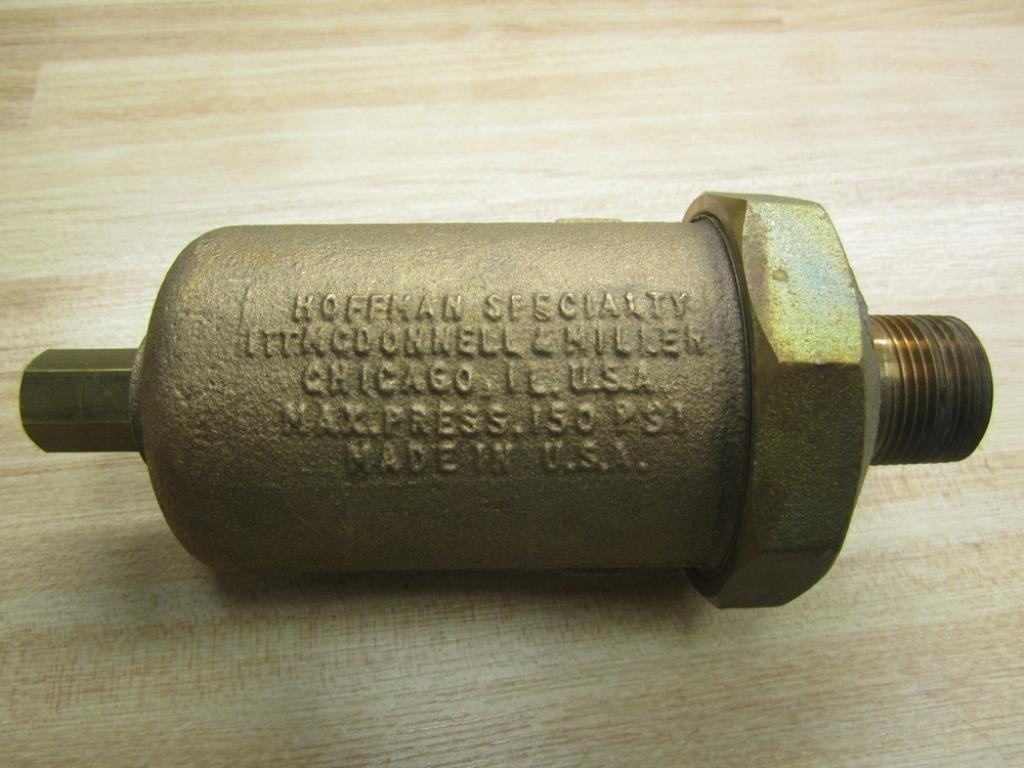 HOFFMAN SPECIALTY
ITT MCDONNELL & MILLER
CHICAGO, IL. U.S.A.
MAX. PRESS. 150 PSI
MADE IN U.S.A.